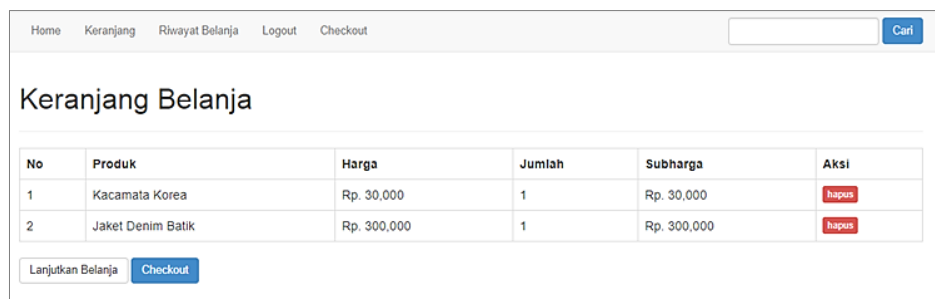 Home Keranjang Riwayat Belanja Logout Checkout Cari
Keranjang Belanja
No Produk Harga Jumlah Subharga Aksi
1 Kacamata Korea Rp. 30,000 1 Rp. 30,000 hapus
2 Jaket Denim Batik Rp. 300,000 1 Rp. 300,000 hapus
Lanjutkan Belanja Checkout